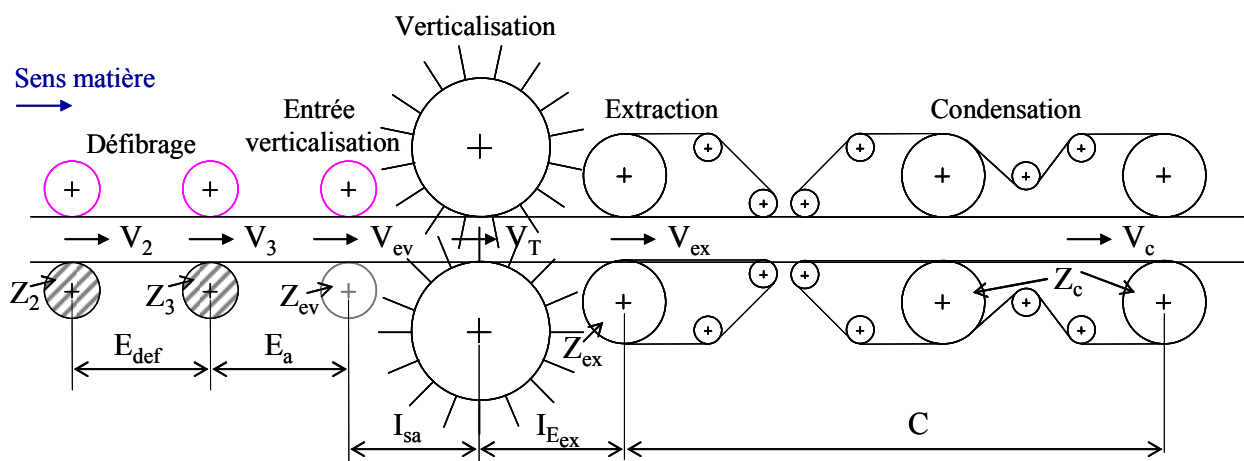 Verticalisation
Sens matière
Entrée
verticalisation
Extraction
Condensation
Défibrage
V2
V3
Vev
VT
Vex
Vc
Z2
Z3
Zev
Zex
Zc
Edef
Ea
Isa
IEex
C